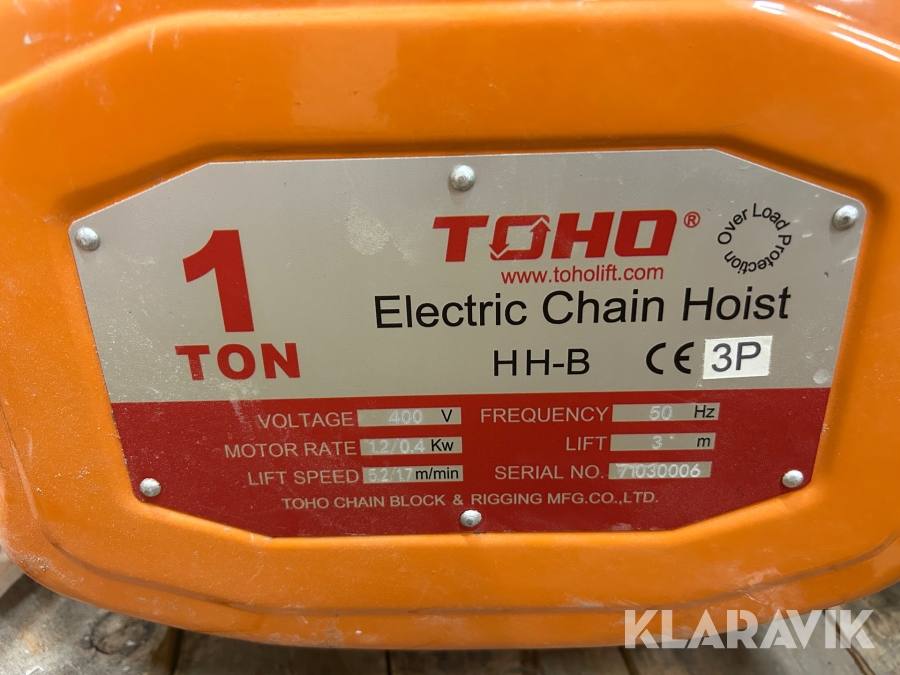 1
TON
TOHO®
www.toholift.com
Over Load Protection
Electric Chain Hoist
HH-B CE 3P
VOLTAGE 400 V FREQUENCY 50 Hz
MOTOR RATE 1.2/0.4 Kw LIFT 3 m
LIFT SPEED 5.2/1.7 m/min SERIAL NO. 71030006
TOHO CHAIN BLOCK & RIGGING MFG.CO.,LTD.
KLARAVIK